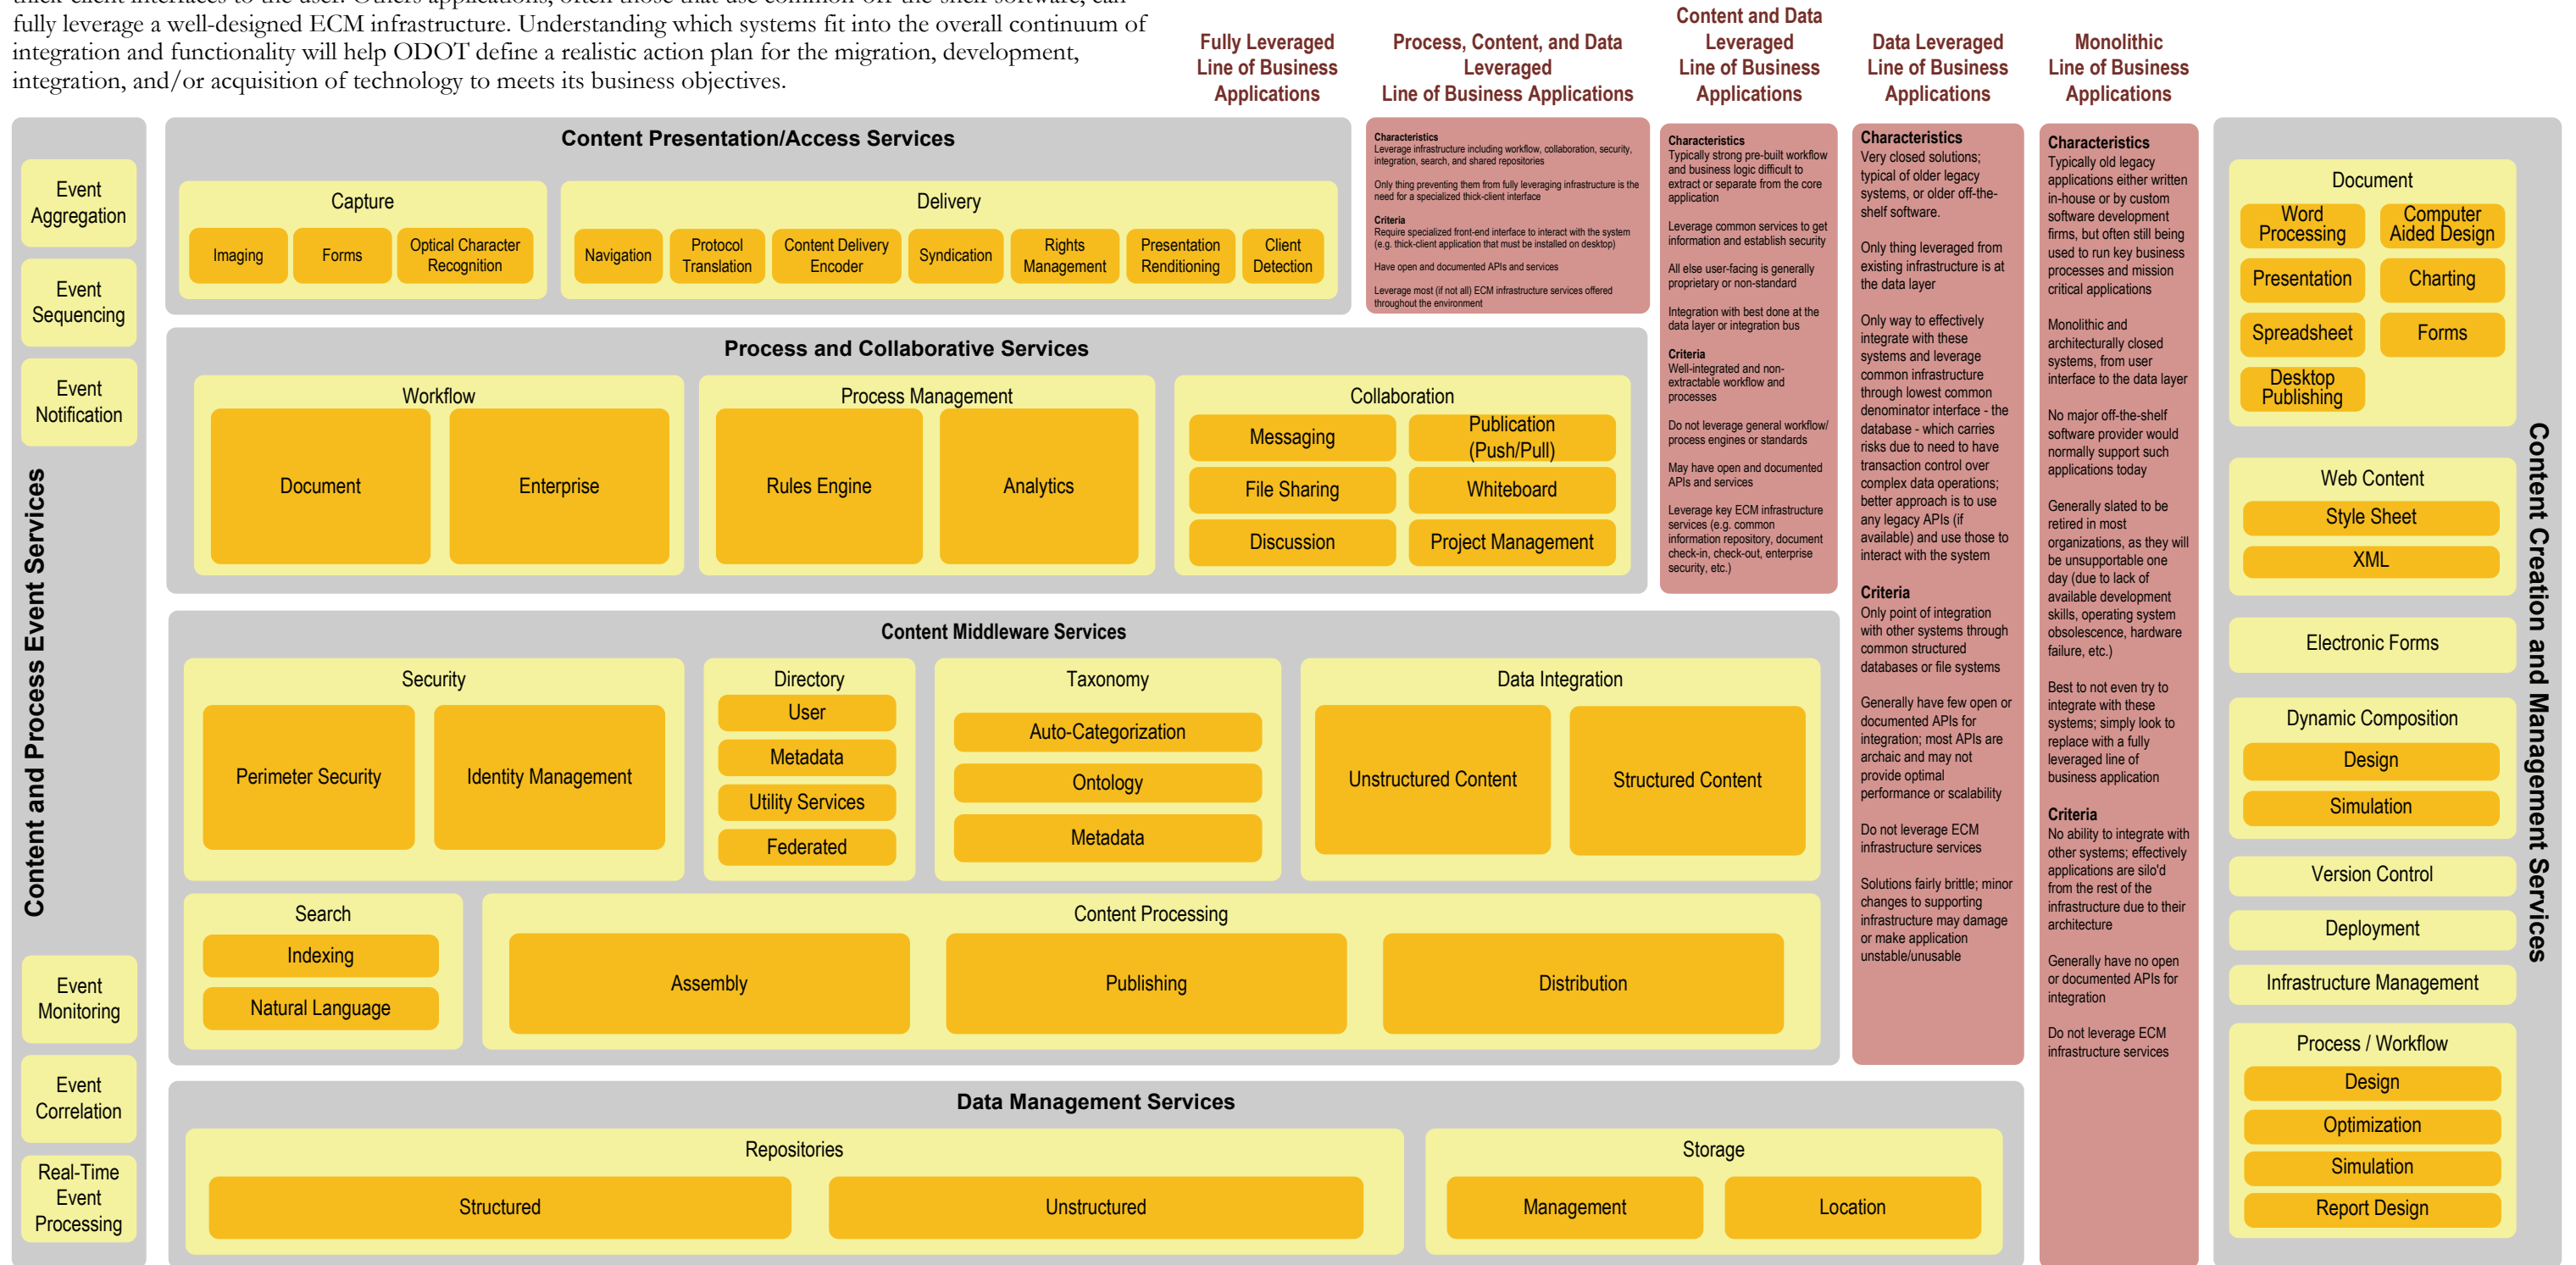 thick-client interfaces to the user. Others applications, often those that use common off-the-shelf software, can
fully leverage a well-designed ECM infrastructure. Understanding which systems fit into the overall continuum of
integration and functionality will help ODOT define a realistic action plan for the migration, development,
integration, and/or acquisition of technology to meets its business objectives.
Fully Leveraged
Line of Business
Applications
Process, Content, and Data
Leveraged
Line of Business Applications
Content and Data
Leveraged
Line of Business
Applications
Data Leveraged
Line of Business
Applications
Monolithic
Line of Business
Applications
Content and Process Event Services
Event
Aggregation
Event
Sequencing
Event
Notification
Event
Monitoring
Event
Correlation
Real-Time
Event
Processing
Content Presentation/Access Services
Capture
Imaging
Forms
Optical Character
Recognition
Delivery
Navigation
Protocol
Translation
Content Delivery
Encoder
Syndication
Rights
Management
Presentation
Renditioning
Client
Detection
Process and Collaborative Services
Workflow
Document
Enterprise
Process Management
Rules Engine
Analytics
Collaboration
Messaging
Publication
(Push/Pull)
File Sharing
Whiteboard
Discussion
Project Management
Content Middleware Services
Security
Perimeter Security
Identity Management
Directory
User
Metadata
Utility Services
Federated
Taxonomy
Auto-Categorization
Ontology
Metadata
Data Integration
Unstructured Content
Structured Content
Search
Indexing
Natural Language
Content Processing
Assembly
Publishing
Distribution
Data Management Services
Repositories
Structured
Unstructured
Storage
Management
Location
Characteristics
Leverage infrastructure including workflow, collaboration, security,
integration, search, and shared repositories
Only thing preventing them from fully leveraging infrastructure is the
need for a specialized thick-client interface
Criteria
Require specialized front-end interface to interact with the system
(e.g. thick-client application that must be installed on desktop)
Have open and documented APIs and services
Leverage most (if not all) ECM infrastructure services offered
throughout the environment
Characteristics
Typically strong pre-built workflow
and business logic difficult to
extract or separate from the core
application
Leverage common services to get
information and establish security
All else user-facing is generally
proprietary or non-standard
Integration with best done at the
data layer or integration bus
Criteria
Well-integrated and non-
extractable workflow and
processes
Do not leverage general workflow/
process engines or standards
May have open and documented
APIs and services
Leverage key ECM infrastructure
services (e.g. common
information repository, document
check-in, check-out, enterprise
security, etc.)
Characteristics
Very closed solutions;
typical of older legacy
systems, or older off-the-
shelf software.
Only thing leveraged from
existing infrastructure is at
the data layer
Only way to effectively
integrate with these
systems and leverage
common infrastructure
through lowest common
denominator interface - the
database - which carries
risks due to need to have
transaction control over
complex data operations;
better approach is to use
any legacy APIs (if
available) and use those to
interact with the system
Criteria
Only point of integration
with other systems through
common structured
databases or file systems
Generally have few open or
documented APIs for
integration; most APIs are
archaic and may not
provide optimal
performance or scalability
Do not leverage ECM
infrastructure services
Solutions fairly brittle; minor
changes to supporting
infrastructure may damage
or make application
unstable/unusable
Characteristics
Typically old legacy
applications either written
in-house or by custom
software development
firms, but often still being
used to run key business
processes and mission
critical applications
Monolithic and
architecturally closed
systems, from user
interface to the data layer
No major off-the-shelf
software provider would
normally support such
applications today
Generally slated to be
retired in most
organizations, as they will
be unsupportable one
day (due to lack of
available development
skills, operating system
obsolescence, hardware
failure, etc.)
Best to not even try to
integrate with these
systems; simply look to
replace with a fully
leveraged line of
business application
Criteria
No ability to integrate with
other systems; effectively
applications are silo'd
from the rest of the
infrastructure due to their
architecture
Generally have no open
or documented APIs for
integration
Do not leverage ECM
infrastructure services
Content Creation and Management Services
Document
Word
Processing
Computer
Aided Design
Presentation
Charting
Spreadsheet
Forms
Desktop
Publishing
Web Content
Style Sheet
XML
Electronic Forms
Dynamic Composition
Design
Simulation
Version Control
Deployment
Infrastructure Management
Process / Workflow
Design
Optimization
Simulation
Report Design